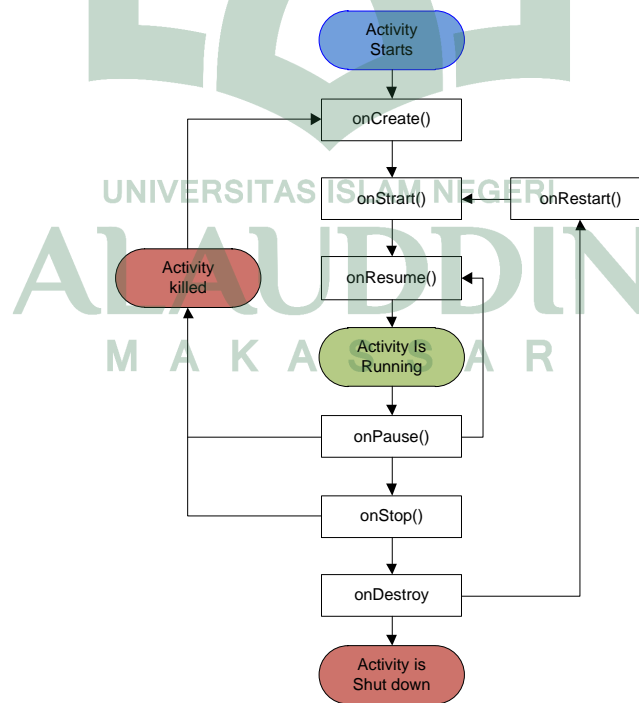 Activity
Starts
onCreate()
UNIVERSITAS ISLAM NEGERI
onStrart()
onRestart()
ALAUDDIN
Activity
killed
onResume()
MAKASSAR
Activity Is
Running
onPause()
onStop()
onDestroy
Activity is
Shut down